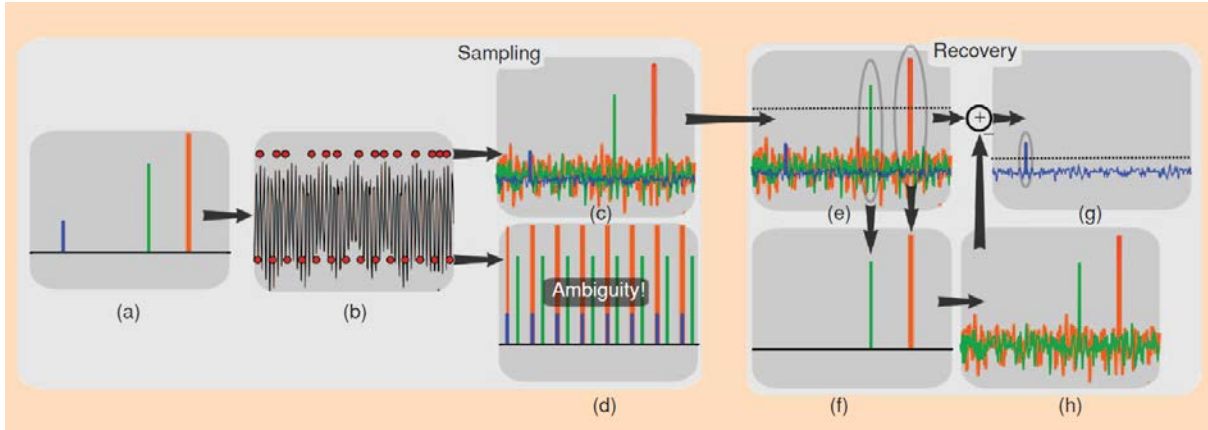 Sampling
Recovery
+
−
(c)
(e)
(g)
Ambiguity!
(a)
(b)
(d)
(f)
(h)